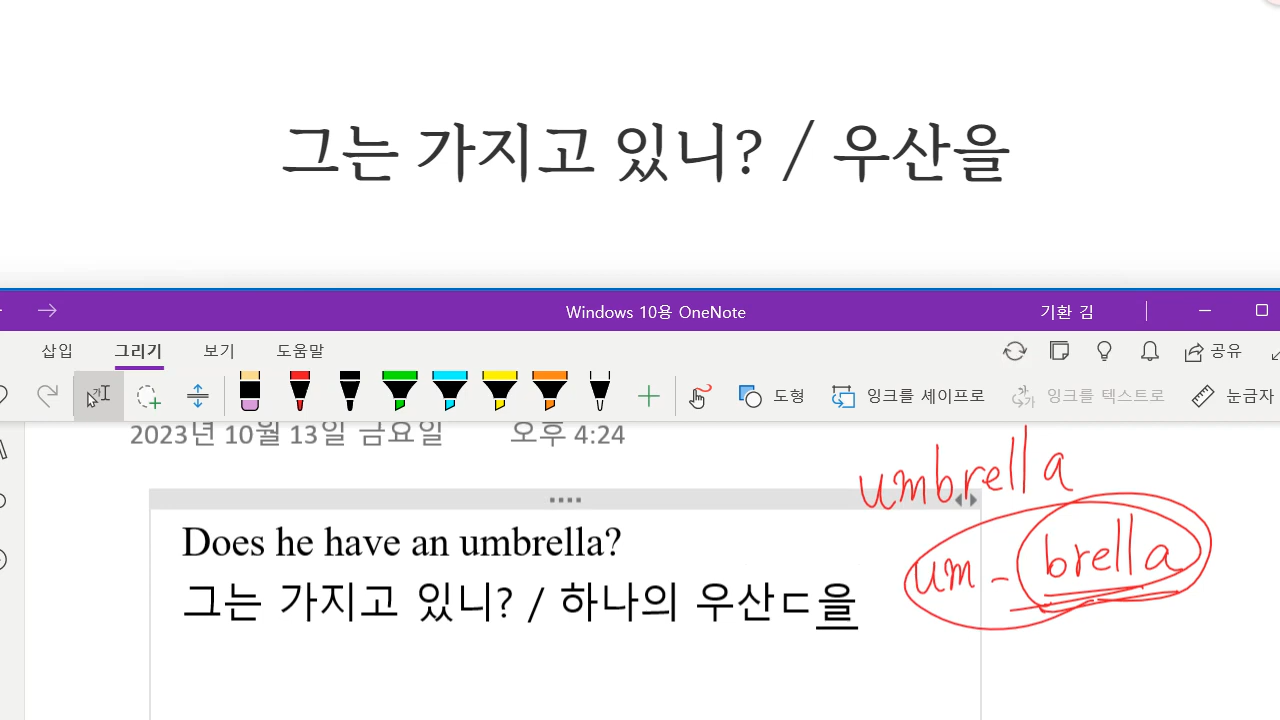 그는 가지고 있니? / 우산을
Windows 10용 OneNote
기환 김
삽입 그리기 보기 도움말
공유
도형 잉크를 셰이프로 잉크를 텍스트로 눈금자
2023년 10월 13일 금요일 오후 4:24
umbrella
Does he have an umbrella?
um - brella
그는 가지고 있니? / 하나의 우산ㄷ을